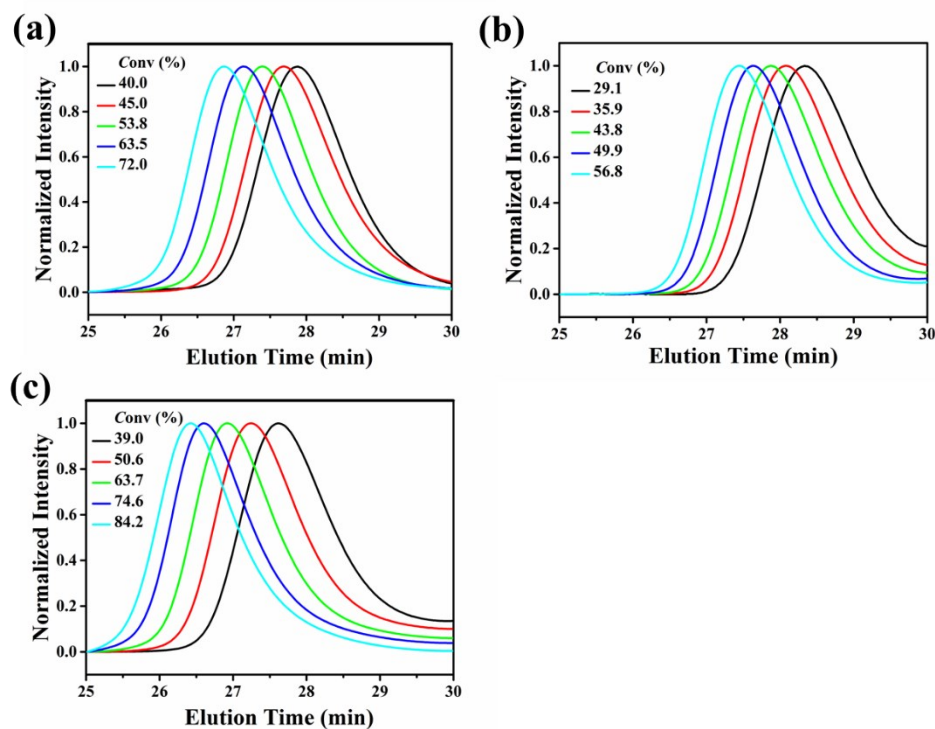 (a)
Conv (%)
40.0
45.0
53.8
63.5
72.0
1.0
0.8
0.6
0.4
0.2
0.0
Normalized Intensity
25 26 27 28 29 30
Elution Time (min)
(b)
Conv (%)
29.1
35.9
43.8
49.9
56.8
1.0
0.8
0.6
0.4
0.2
0.0
Normalized Intensity
25 26 27 28 29 30
Elution Time (min)
(c)
Conv (%)
39.0
50.6
63.7
74.6
84.2
1.0
0.8
0.6
0.4
0.2
0.0
Normalized Intensity
25 26 27 28 29 30
Elution Time (min)